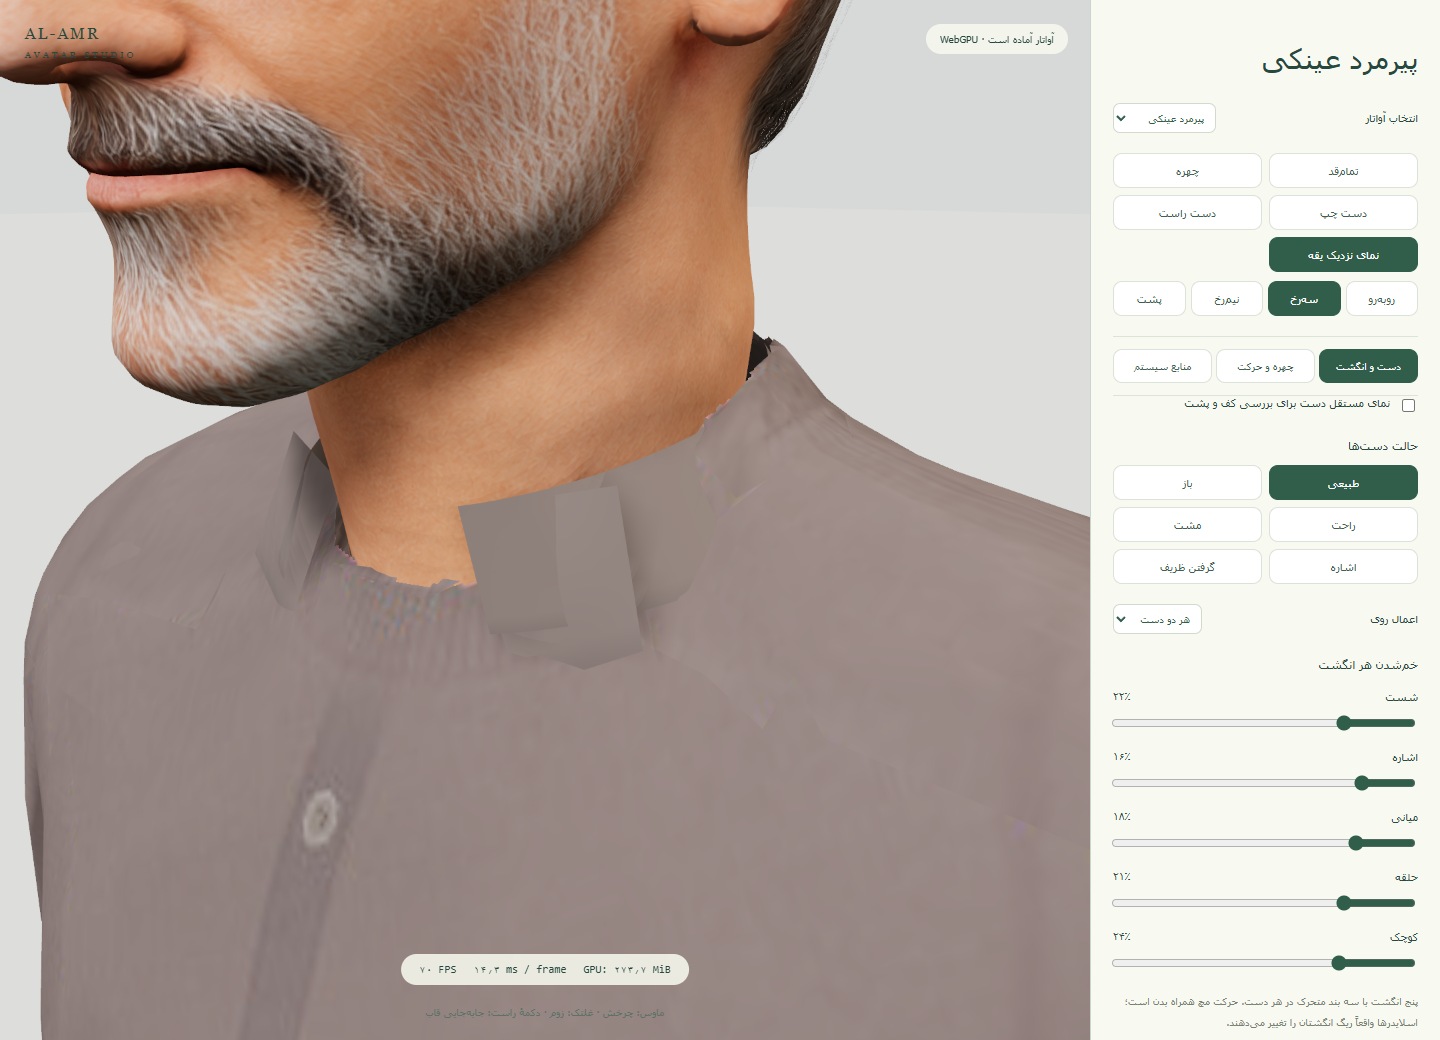 AL-AMR
AVATAR STUDIO
آواتار آماده است · WebGPU
پیرمرد عینکی
انتخاب آواتار
پیرمرد عینکی
تمام‌قد
چهره
دست چپ
دست راست
نمای نزدیک یقه
روبه‌رو
سه‌رخ
نیم‌رخ
پشت
دست و انگشت
چهره و حرکت
منابع سیستم
نمای مستقل دست برای بررسی کف و پشت
حالت دست‌ها
طبیعی
باز
راحت
مشت
اشاره
گرفتن ظریف
اعمال روی
هر دو دست
خم‌شدن هر انگشت
شست
۲۲٪
اشاره
۱۶٪
میانی
۱۸٪
حلقه
۲۱٪
کوچک
۲۴٪
پنج انگشت با سه بند متحرک در هر دست. حرکت مچ همراه بدن است؛
اسلایدرها واقعاً ریگ انگشتان را تغییر می‌دهند.
۷۰ FPS ۱۴٫۳ ms / frame GPU: ۲۷۳٫۷ MiB
ماوس: چرخش · غلتک: زوم · دکمهٔ راست: جابه‌جایی قاب